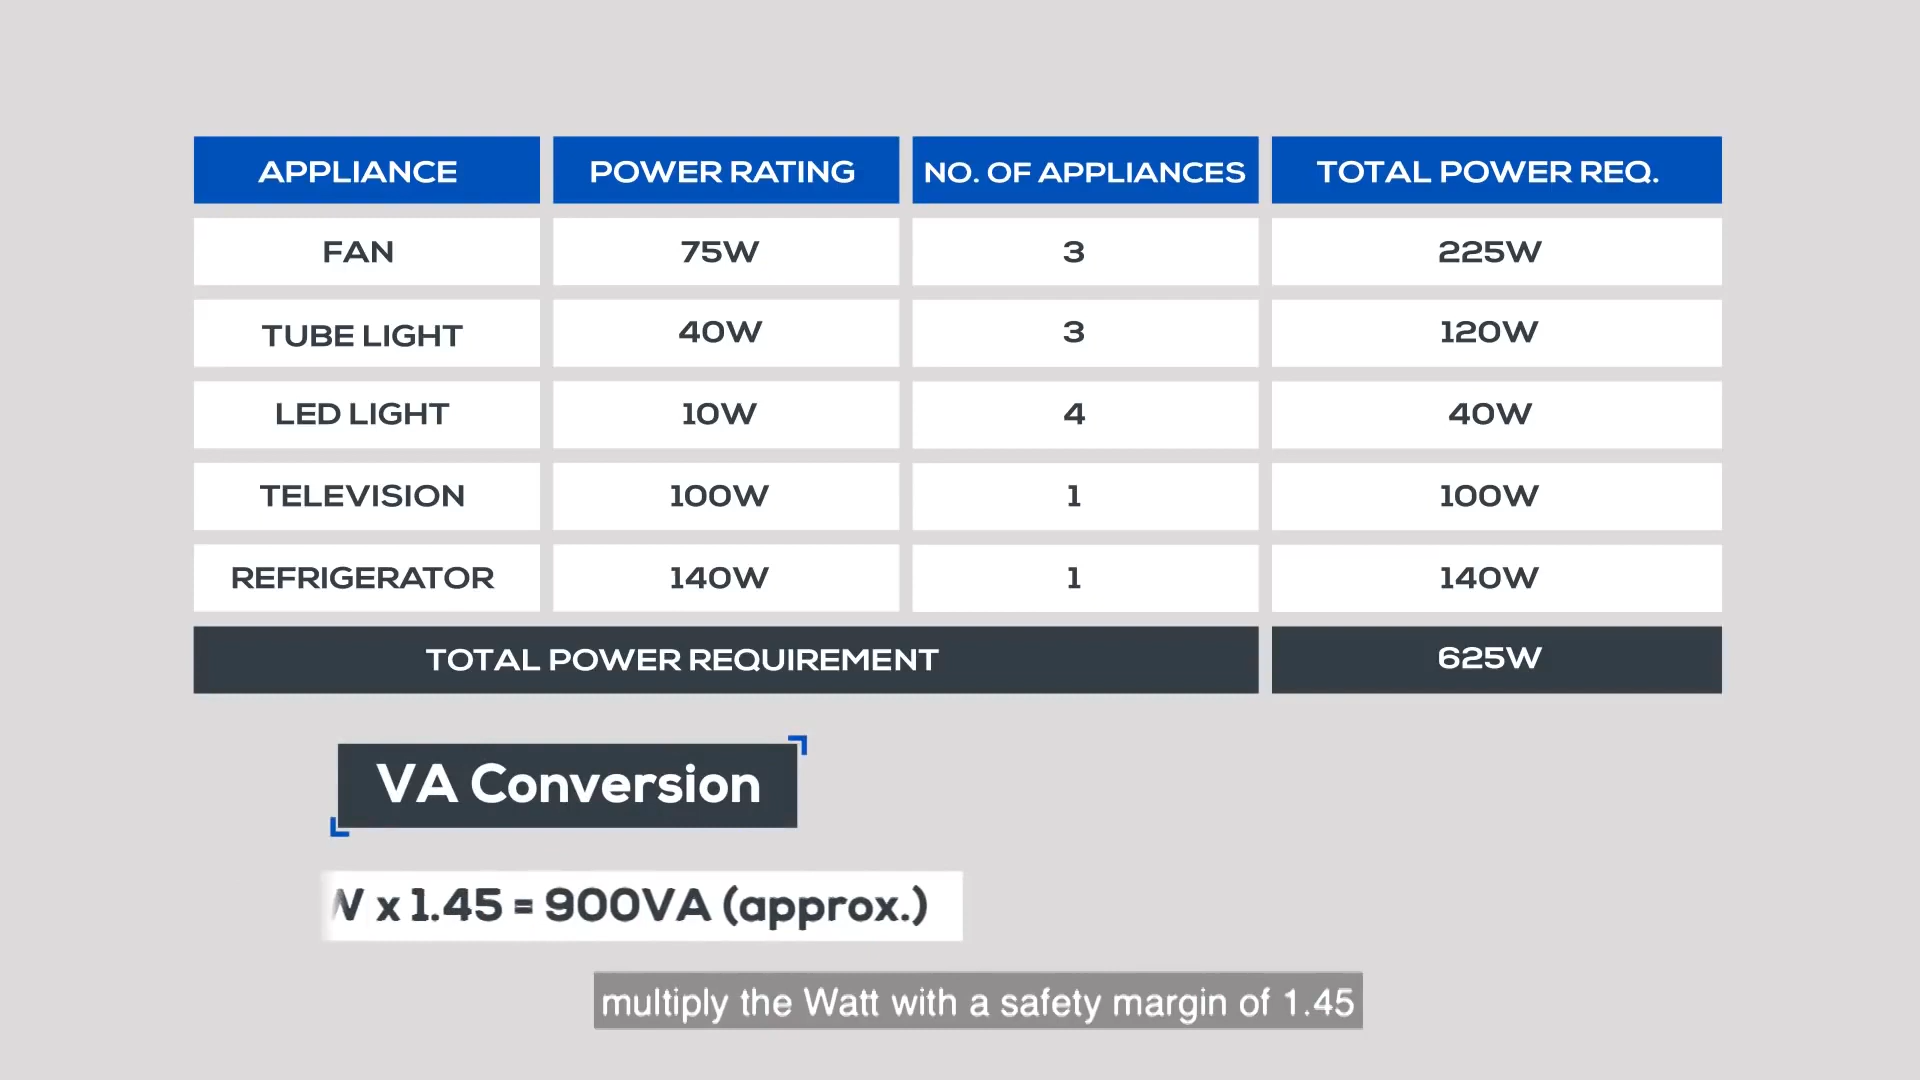 APPLIANCE POWER RATING NO. OF APPLIANCES TOTAL POWER REQ.
FAN 75W 3 225W
TUBE LIGHT 40W 3 120W
LED LIGHT 10W 4 40W
TELEVISION 100W 1 100W
REFRIGERATOR 140W 1 140W
TOTAL POWER REQUIREMENT 625W
VA Conversion
W x 1.45 = 900VA (approx.)
multiply the Watt with a safety margin of 1.45